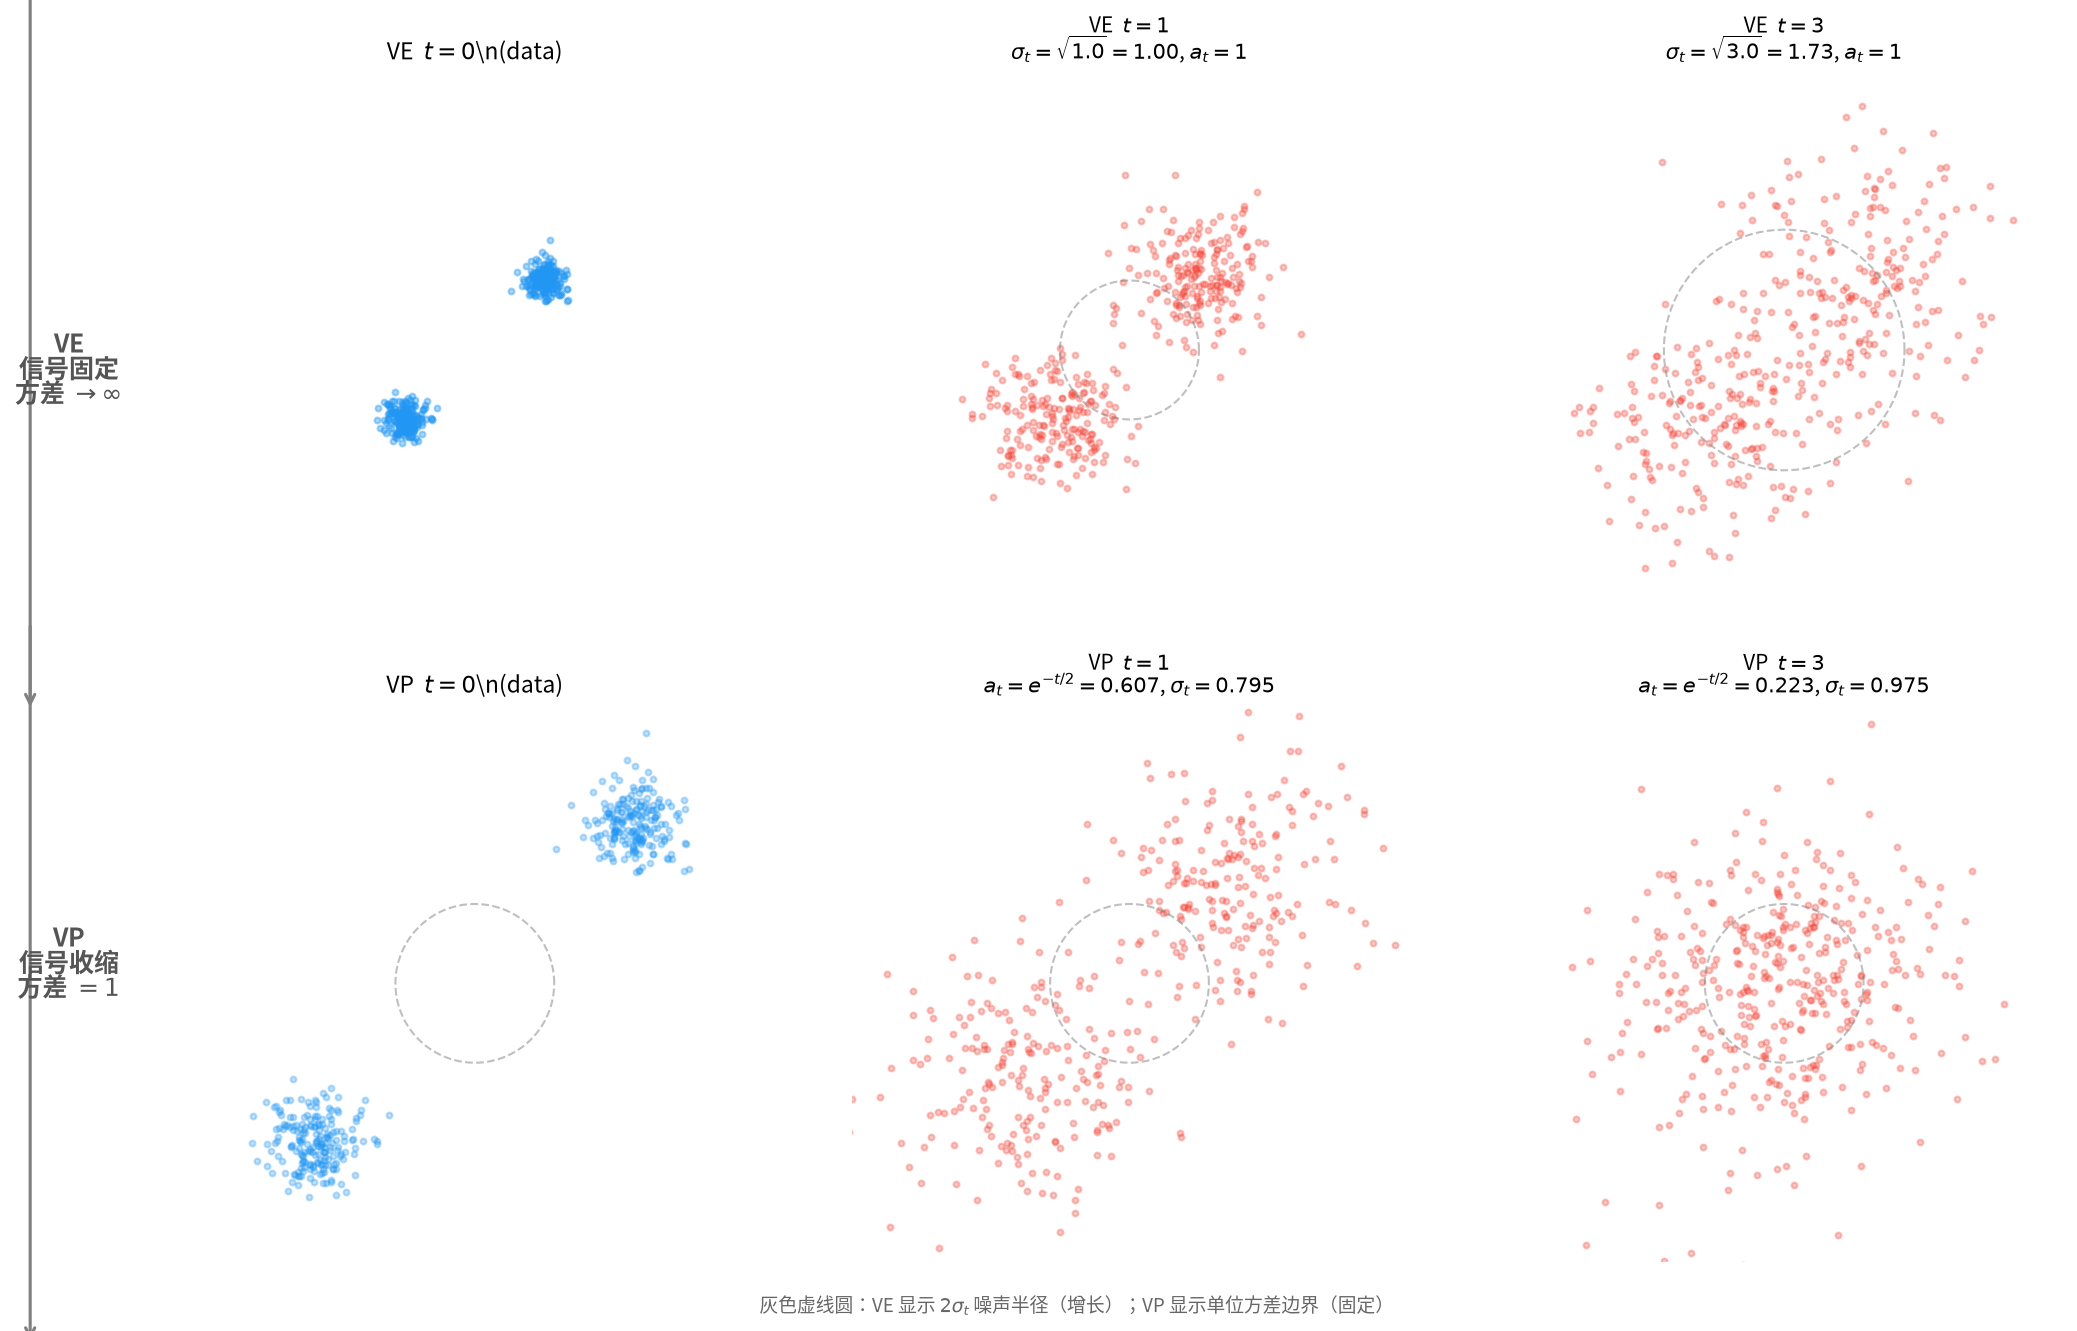 VE t = 0\n(data)
VE t = 1
σₜ = √1.0 = 1.00, aₜ = 1
VE t = 3
σₜ = √3.0 = 1.73, aₜ = 1
VE
信号固定
方差 → ∞
VP t = 0\n(data)
VP t = 1
aₜ = e^{−t/2} = 0.607, σₜ = 0.795
VP t = 3
aₜ = e^{−t/2} = 0.223, σₜ = 0.975
VP
信号收缩
方差 = 1
灰色虚线圆：VE 显示 2σₜ 噪声半径（增长）；VP 显示单位方差边界（固定）